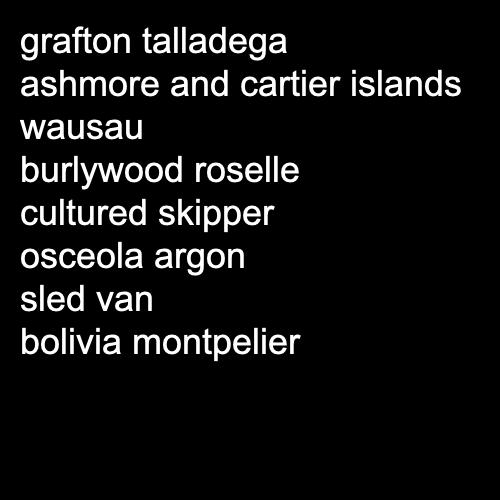 grafton talladega
ashmore and cartier islands
wausau
burlywood roselle
cultured skipper
osceola argon
sled van
bolivia montpelier